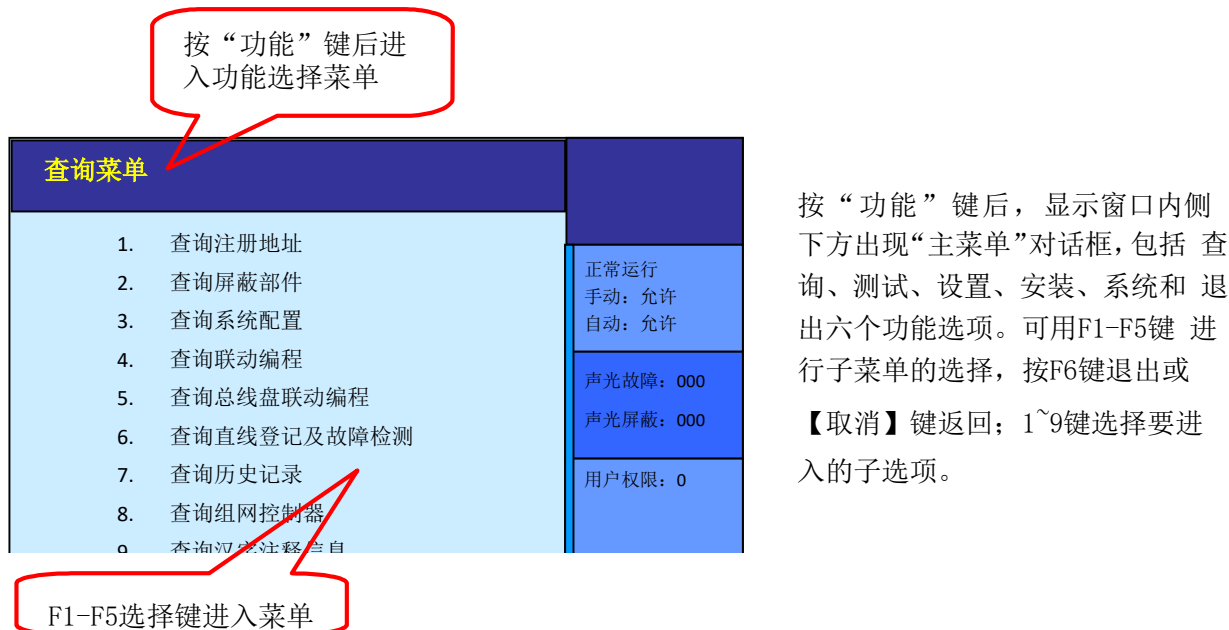 按“功能”键后进
入功能选择菜单
查询菜单
1. 查询注册地址
2. 查询屏蔽部件
3. 查询系统配置
4. 查询联动编程
5. 查询总线盘联动编程
6. 查询直线登记及故障检测
7. 查询历史记录
8. 查询组网控制器
9. 查询汉字注释信息
正常运行
手动：允许
自动：允许
声光故障：000
声光屏蔽：000
用户权限：0
F1-F5选择键进入菜单
按“功能”键后，显示窗口内侧
下方出现“主菜单”对话框,包括 查
询、测试、设置、安装、系统和 退
出六个功能选项。可用F1-F5键 进
行子菜单的选择，按F6键退出或
【取消】键返回；1~9键选择要进
入的子选项。